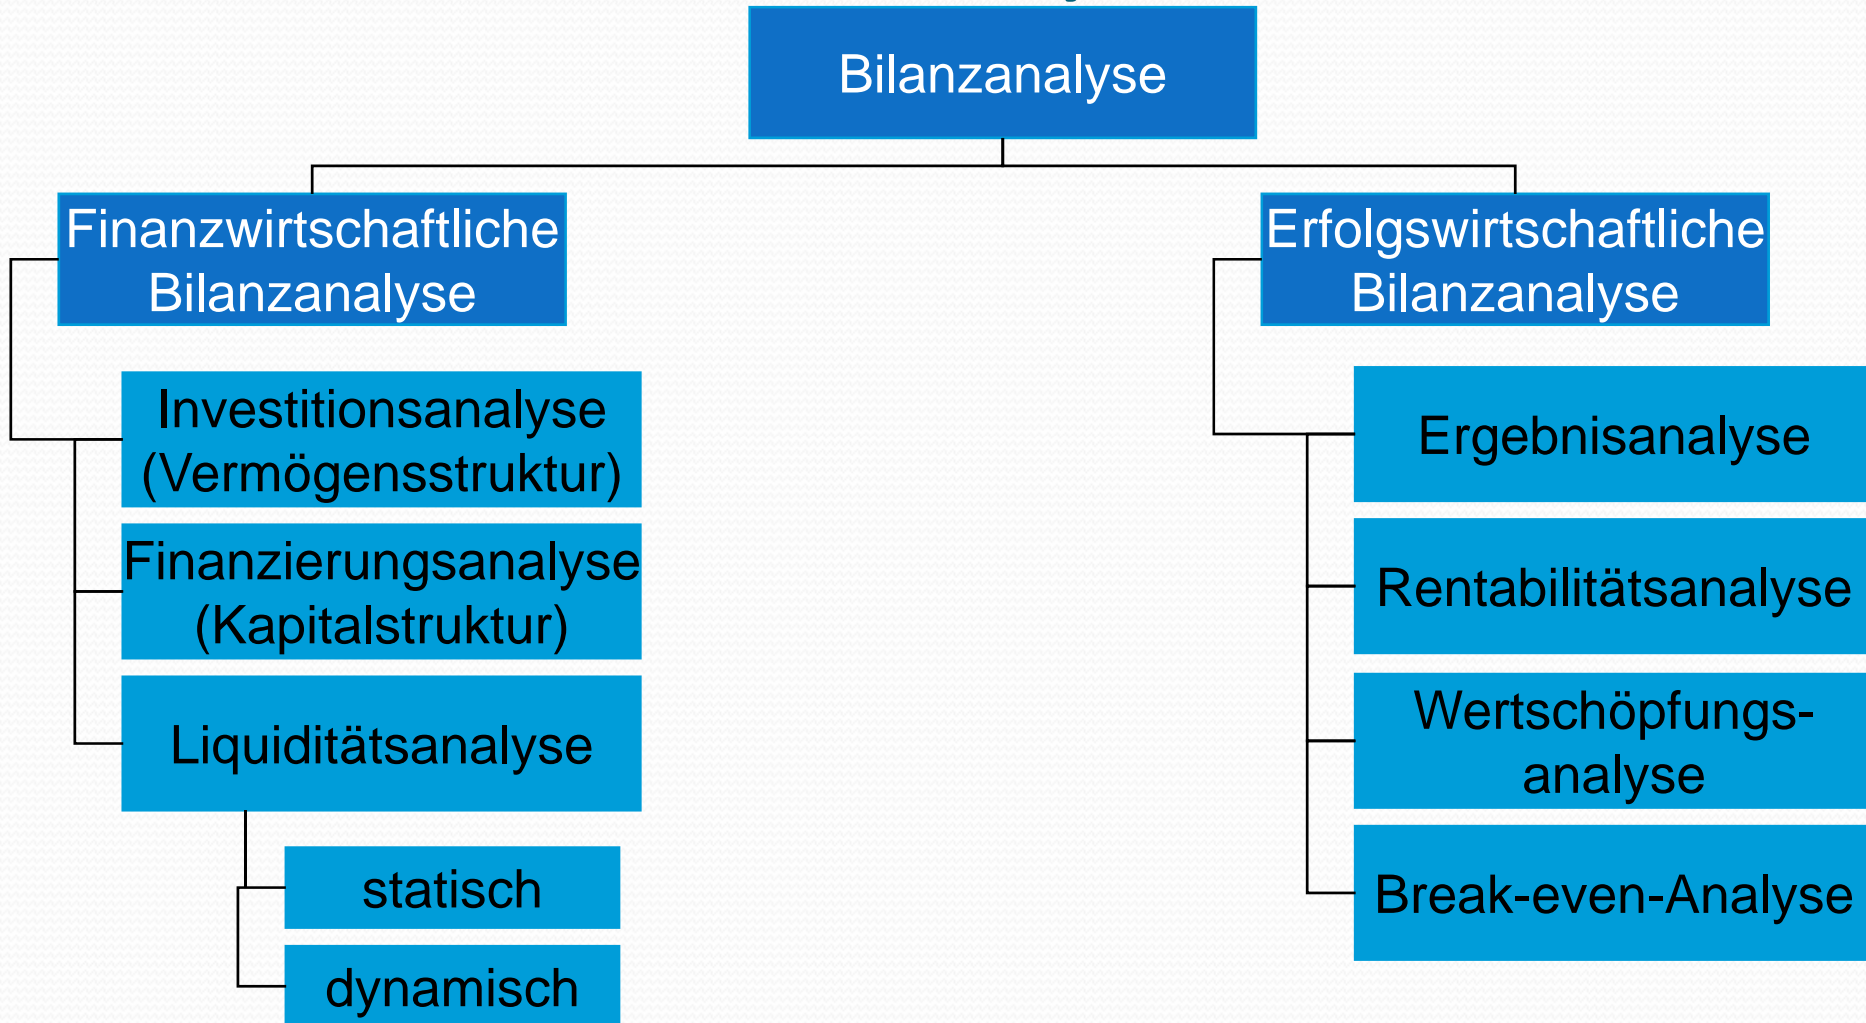 Bilanzanalyse
Finanzwirtschaftliche
Bilanzanalyse
Investitionsanalyse
(Vermögensstruktur)
Finanzierungsanalyse
(Kapitalstruktur)
Liquiditätsanalyse
statisch
dynamisch
Erfolgswirtschaftliche
Bilanzanalyse
Ergebnisanalyse
Rentabilitätsanalyse
Wertschöpfungs-
analyse
Break-even-Analyse